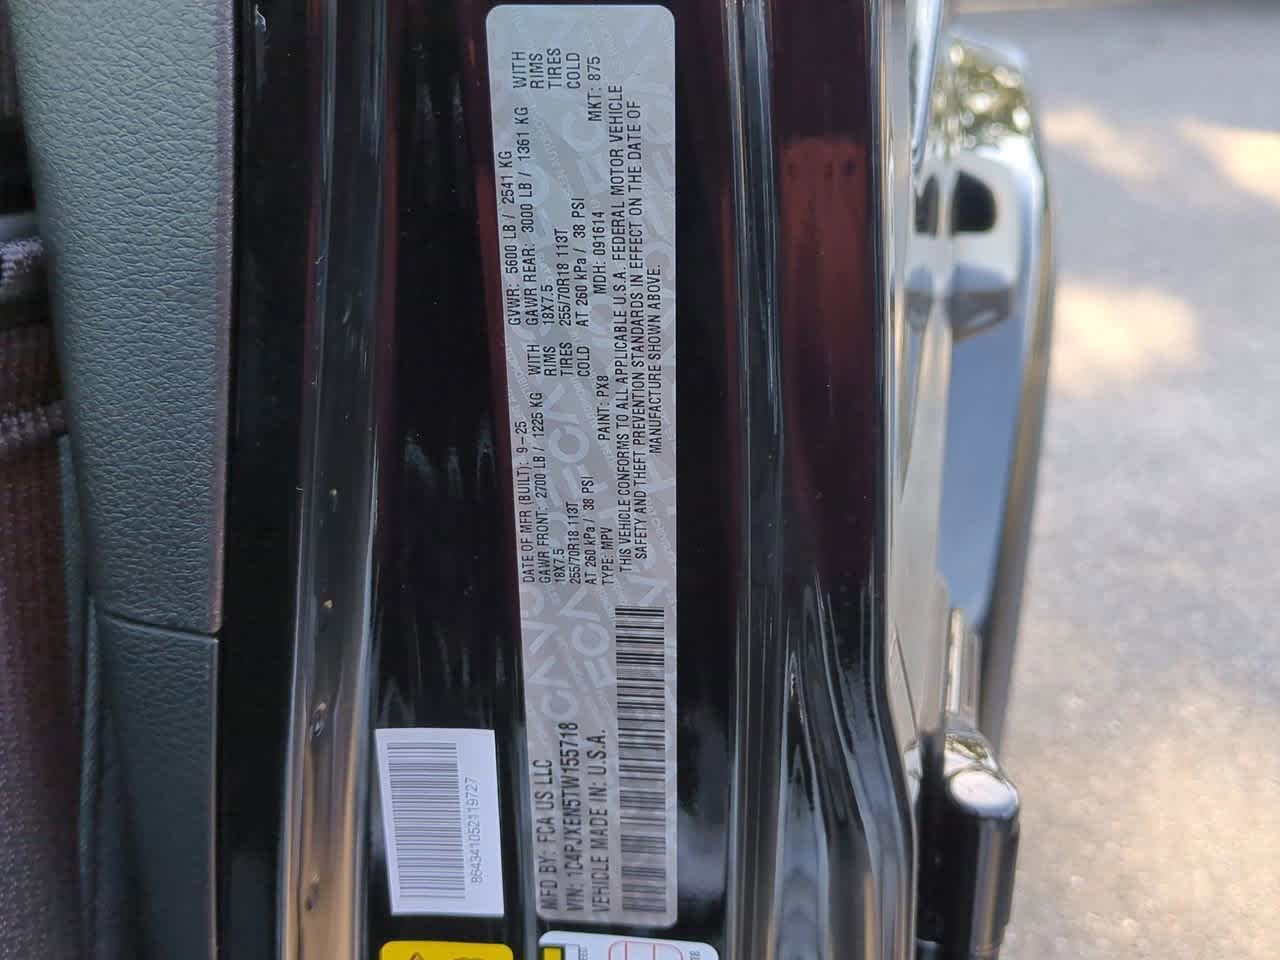 MFD BY: FCA US LLC
VIN: 1C4PJXEN5TW155718
VEHICLE MADE IN: U.S.A.
DATE OF MFR (BUILT): 9-25 GVWR: 5600 LB / 2541 KG
GAWR FRONT: 2700 LB / 1225 KG WITH GAWR REAR: 3000 LB / 1361 KG WITH
18X7.5 RIMS 18X7.5 RIMS
255/70R18 113T TIRES 255/70R18 113T TIRES
AT 260 kPa / 38 PSI COLD AT 260 kPa / 38 PSI COLD
TYPE: MPV PAINT: PX8 MDH: 091614 MKT: 875
THIS VEHICLE CONFORMS TO ALL APPLICABLE U.S.A. FEDERAL MOTOR VEHICLE
SAFETY AND THEFT PREVENTION STANDARDS IN EFFECT ON THE DATE OF
MANUFACTURE SHOWN ABOVE.
864341052119727